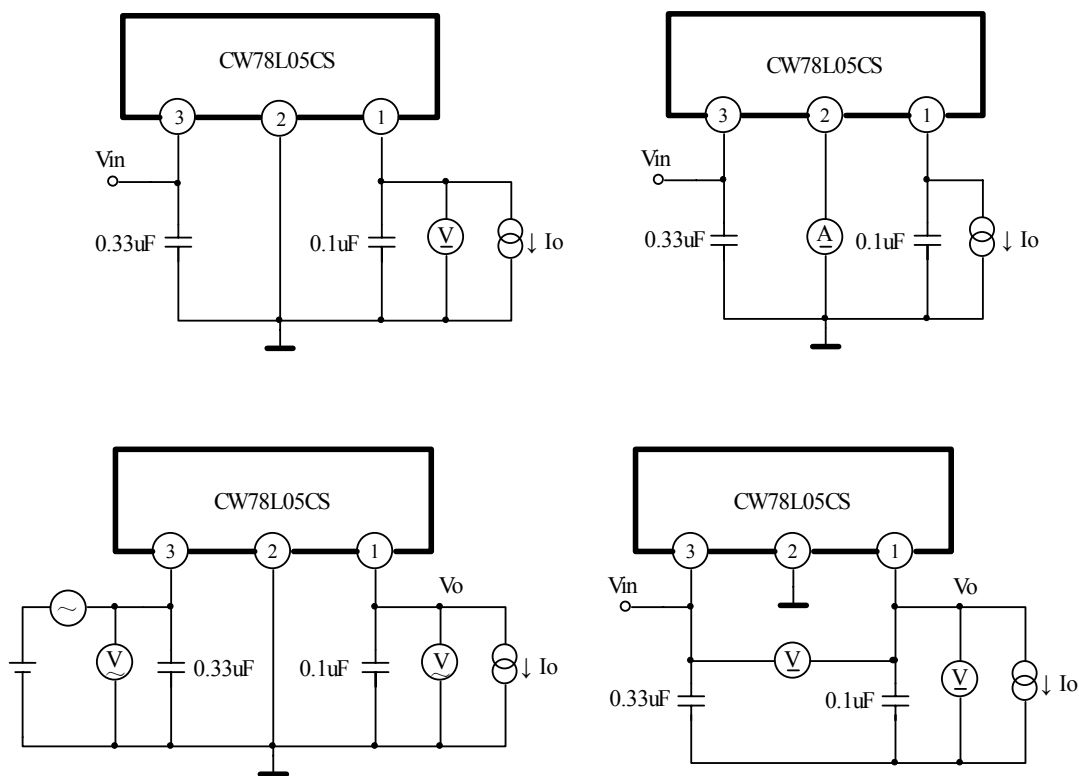 CW78L05CS
3
2
1
Vin
0.33uF
0.1uF
V
↓ Io
CW78L05CS
3
2
1
Vin
0.33uF
A
0.1uF
↓ Io
CW78L05CS
3
2
1
Vo
~
V
0.33uF
0.1uF
V
↓ Io
CW78L05CS
3
2
1
Vin
Vo
V
0.33uF
0.1uF
V
↓ Io